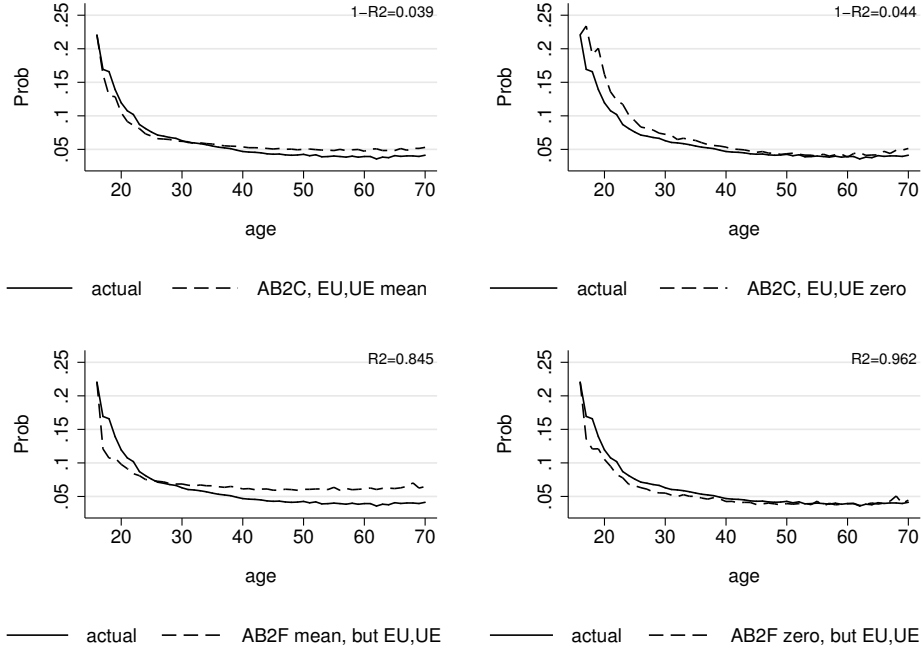 1−R2=0.039
Prob
.05 .1 .15 .2 .25
20 30 40 50 60 70
age
actual AB2C, EU,UE mean
1−R2=0.044
Prob
.05 .1 .15 .2 .25
20 30 40 50 60 70
age
actual AB2C, EU,UE zero
R2=0.845
Prob
.05 .1 .15 .2 .25
20 30 40 50 60 70
age
actual AB2F mean, but EU,UE
R2=0.962
Prob
.05 .1 .15 .2 .25
20 30 40 50 60 70
age
actual AB2F zero, but EU,UE